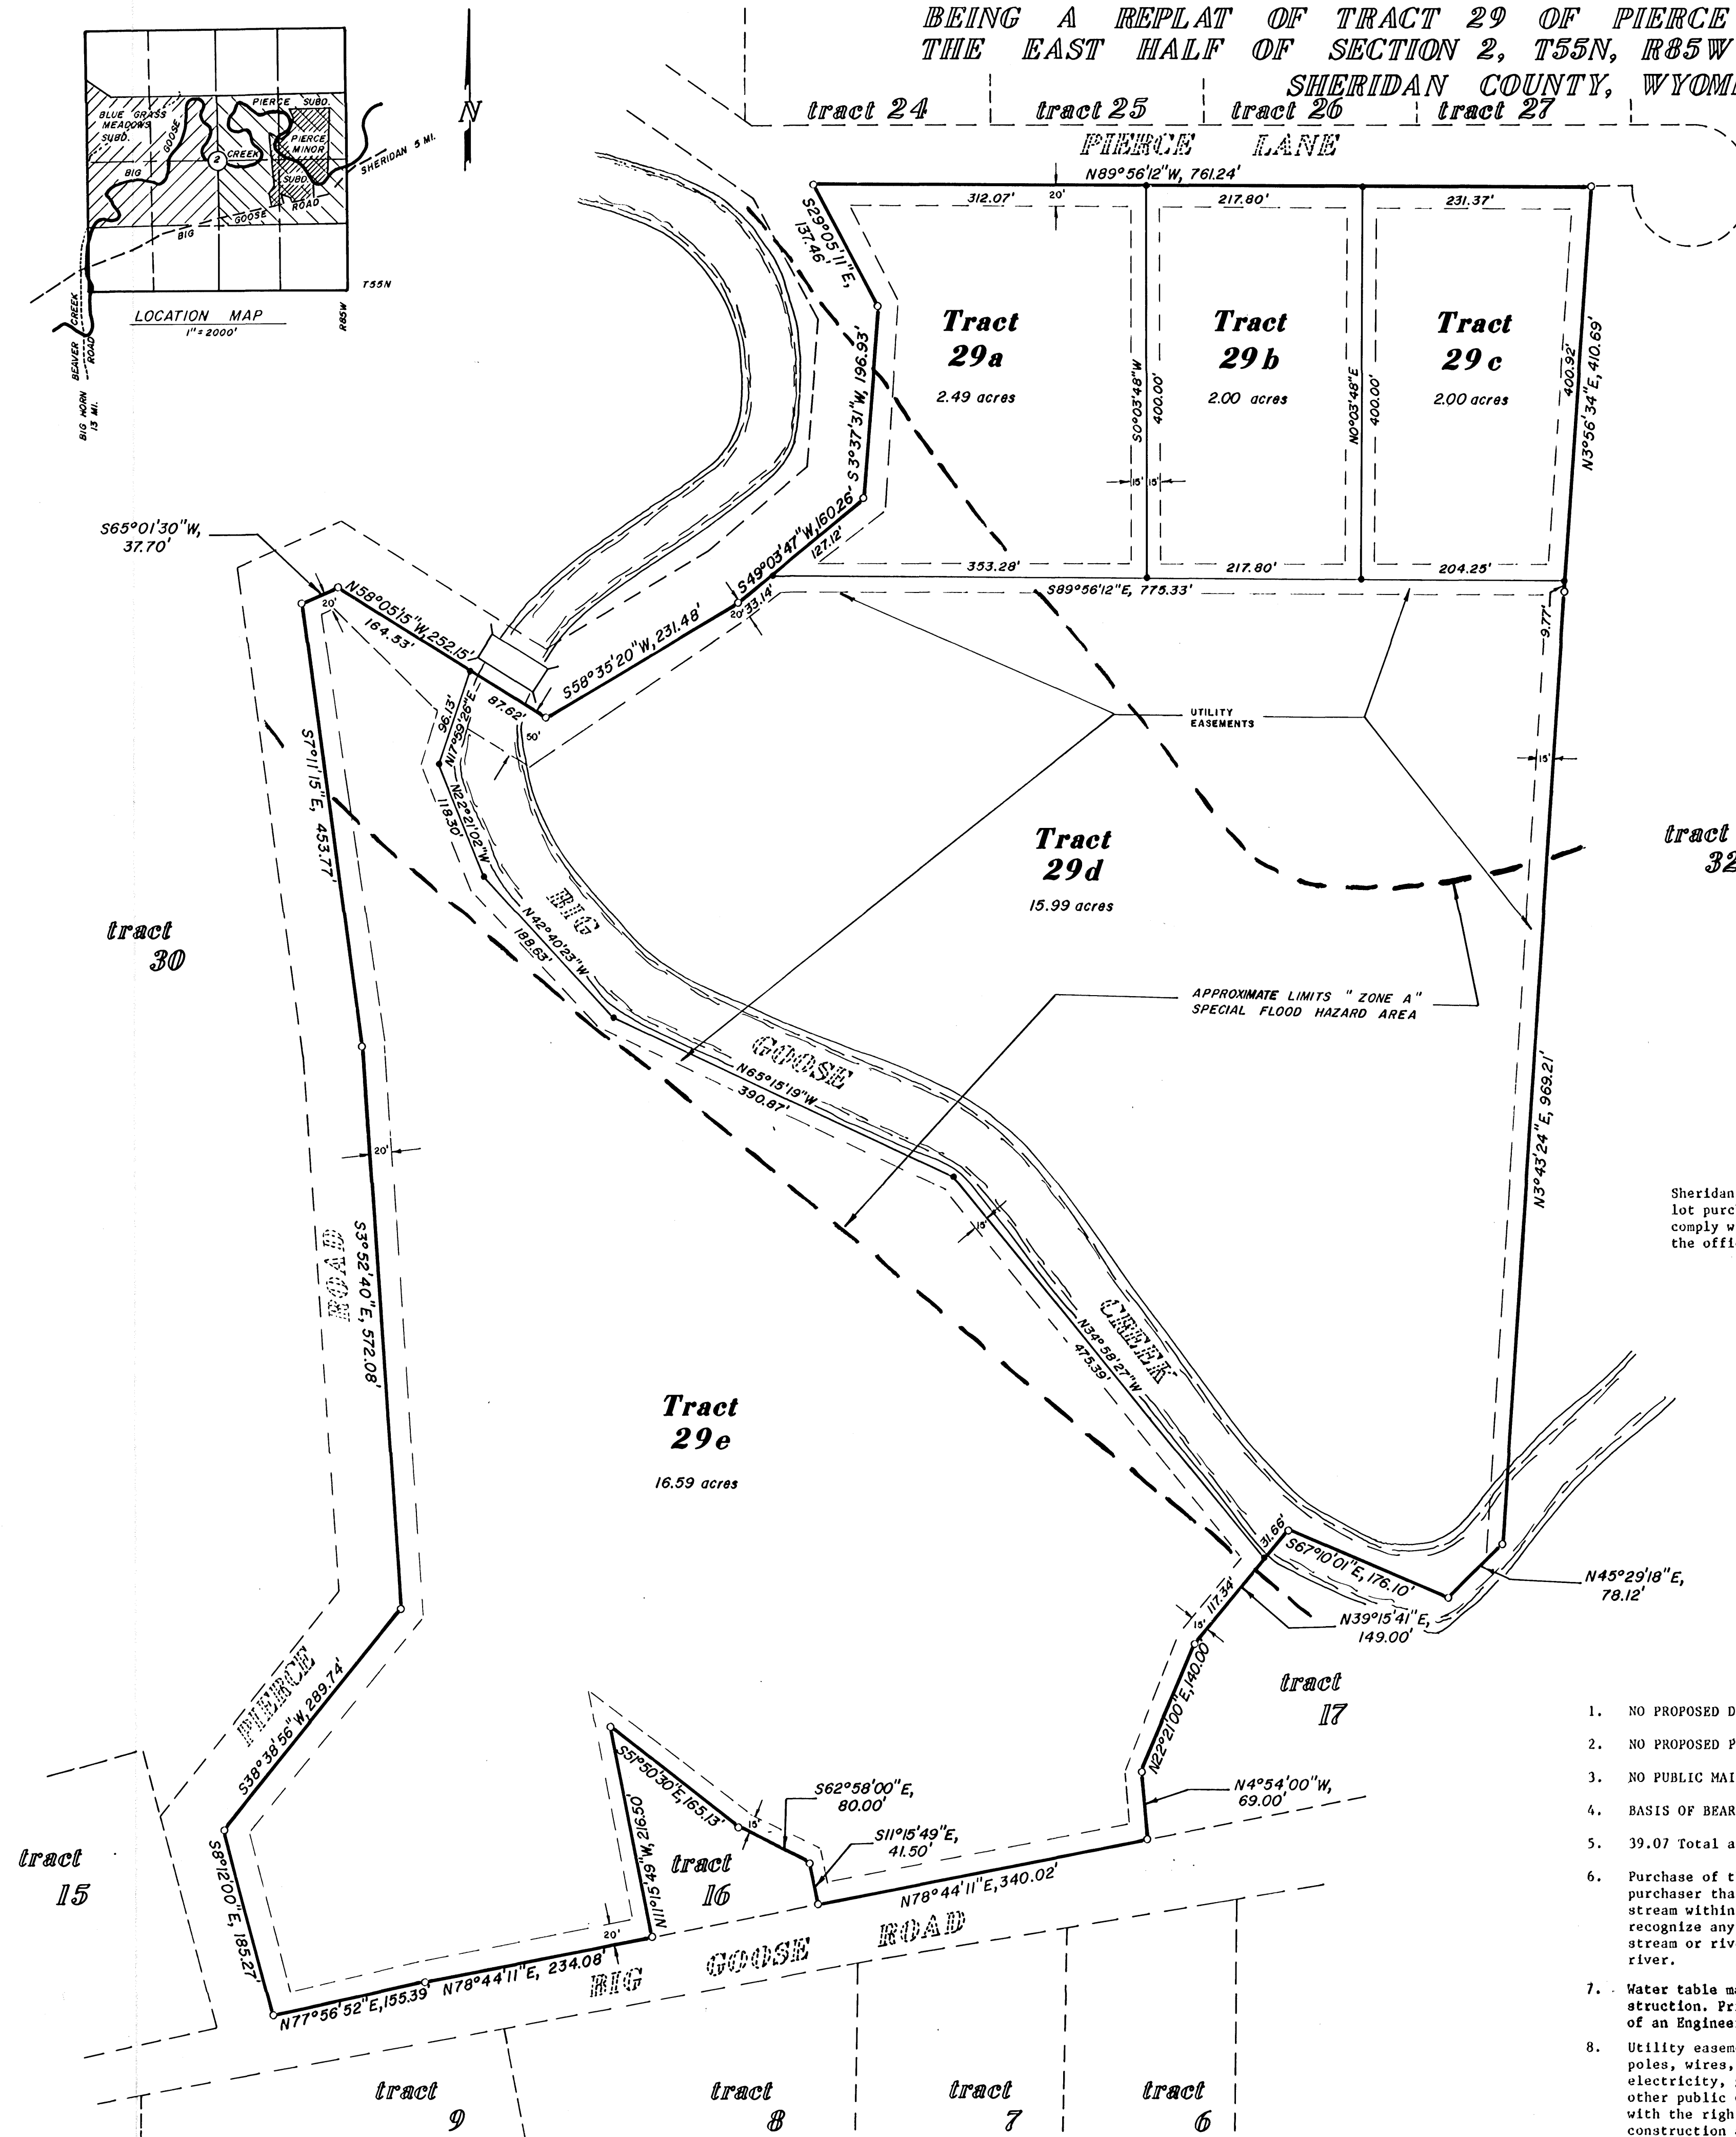 BEING A REPLAT OF TRACT 29 OF PIERCE
THE EAST HALF OF SECTION 2, T55N, R85W
SHERIDAN COUNTY, WYOM
tract 24
tract 25
tract 26
tract 27
PIERCE LANE
N
BLUE GRASS
MEADOWS
SUBD.
PIERCE SUBD.
PIERCE
MINOR
SUBD.
GOOSE
BIG
CREEK
2
SHERIDAN 5 MI.
BIG
GOOSE
ROAD
T55N
R85W
LOCATION MAP
1"=2000'
BEAVER CREEK
ROAD
BIG HORN
13 MI.
N89°56'12"W, 761.24'
312.07'
20'
217.80'
231.37'
S29°05'11"E,
137.46'
Tract
29a
2.49 acres
Tract
29b
2.00 acres
Tract
29c
2.00 acres
S3°37'31"W, 196.93'
S0°03'48"W
400.00'
N0°03'48"E
400.00'
400.92'
N3°56'34"E, 410.69'
15'
15'
S49°03'47"W, 160.26'
127.12'
353.28'
217.80'
204.25'
S89°56'12"E, 775.33'
33.14'
20'
9.77'
S65°01'30"W,
37.70'
20'
N58°05'15"W, 252.15'
164.53'
87.62'
S58°35'20"W, 231.48'
50'
96.13'
N17°59'26"E
N22°21'02"W
118.30'
N42°40'23"W
188.63'
S7°11'15"E, 453.77'
UTILITY
EASEMENTS
15'
Tract
29d
15.99 acres
tract
32
tract
30
BIG
GOOSE
CREEK
APPROXIMATE LIMITS "ZONE A"
SPECIAL FLOOD HAZARD AREA
N65°15'19"W
390.87'
N3°43'24"E, 969.21'
20'
15'
ROAD
S3°52'40"E, 572.08'
N34°58'27"W
475.39'
Sheridan
lot purc
comply w
the offi
Tract
29e
16.59 acres
31.66'
S67°10'01"E, 176.10'
N45°29'18"E,
78.12'
117.34'
15'
N39°15'41"E,
149.00'
N22°21'00"E, 140.00'
tract
17
PIERCE
S38°38'56"W, 289.74'
S51°50'30"E, 165.13'
15'
S62°58'00"E,
80.00'
N4°54'00"W,
69.00'
S11°15'49"E,
41.50'
N11°15'49"W, 216.50'
tract
16
tract
15
S8°12'00"E, 185.27'
20'
N78°44'11"E, 340.02'
N77°56'52"E, 155.39'
N78°44'11"E, 234.08'
BIG GOOSE ROAD
tract
9
tract
8
tract
7
tract
6
1. NO PROPOSED D
2. NO PROPOSED P
3. NO PUBLIC MAI
4. BASIS OF BEAR
5. 39.07 Total a
6. Purchase of t
purchaser tha
stream within
recognize any
stream or riv
river.
7. Water table ma
struction. Pr
of an Enginee
8. Utility easem
poles, wires,
electricity,
other public
with the righ
construction